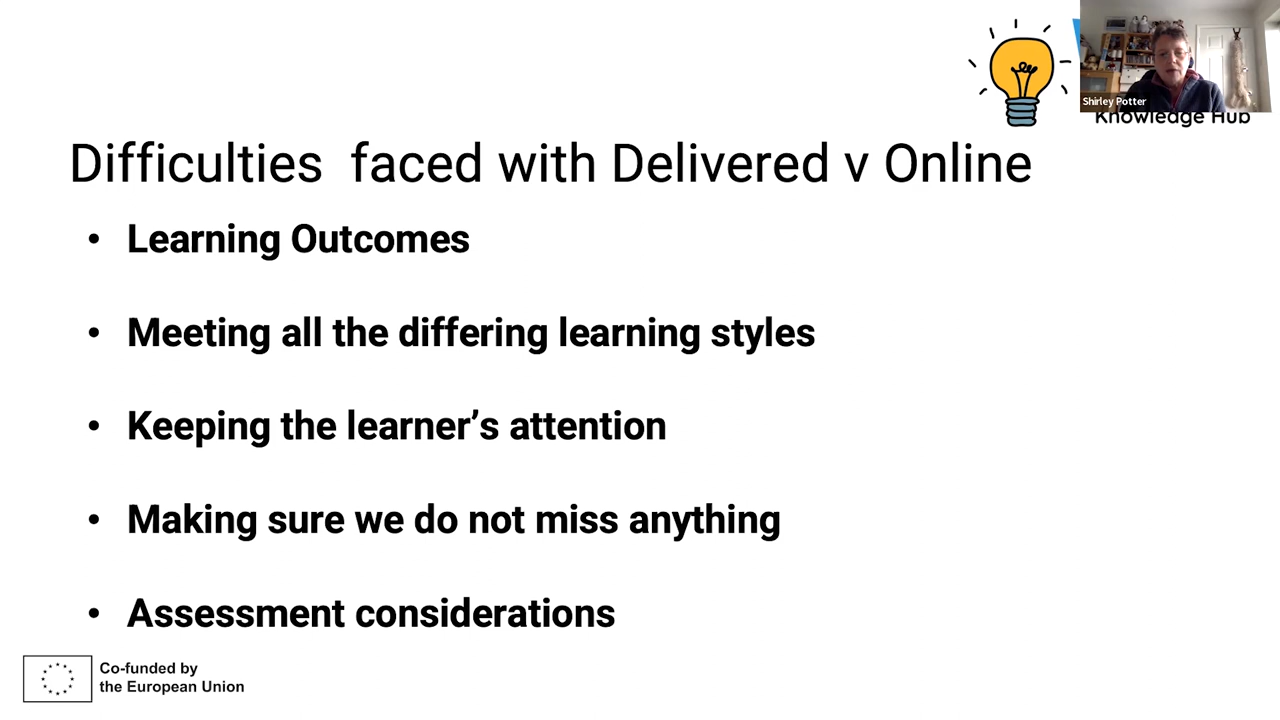 Shirley Potter
Knowledge Hub
Difficulties faced with Delivered v Online
• Learning Outcomes
• Meeting all the differing learning styles
• Keeping the learner’s attention
• Making sure we do not miss anything
• Assessment considerations
Co-funded by
the European Union